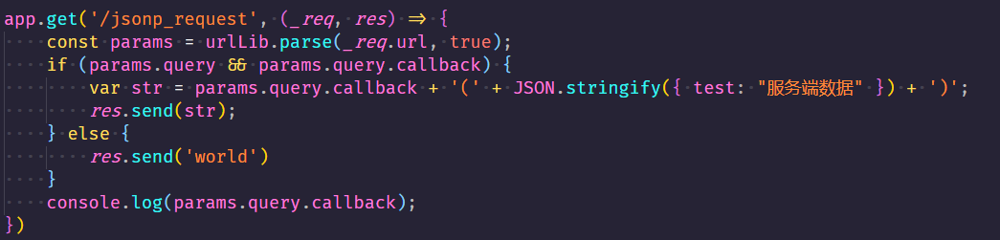 app.get('/jsonp_request', (_req, res) => {
    const params = urlLib.parse(_req.url, true);
    if (params.query && params.query.callback) {
        var str = params.query.callback + '(' + JSON.stringify({ test: "服务端数据" }) + ')';
        res.send(str);
    } else {
        res.send('world')
    }
    console.log(params.query.callback);
})